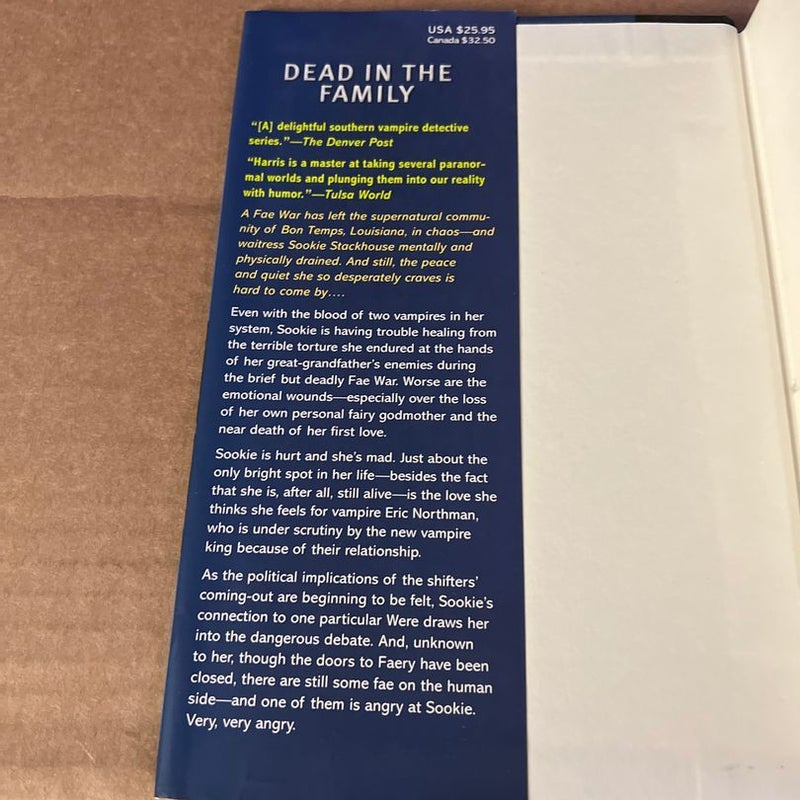 USA $25.95
Canada $32.50
DEAD IN THE
FAMILY
“[A] delightful southern vampire detective
series.”—The Denver Post
“Harris is a master at taking several paranor-
mal worlds and plunging them into our reality
with humor.”—Tulsa World
A Fae War has left the supernatural commu-
nity of Bon Temps, Louisiana, in chaos—and
waitress Sookie Stackhouse mentally and
physically drained. And still, the peace
and quiet she so desperately craves is
hard to come by....
Even with the blood of two vampires in her
system, Sookie is having trouble healing from
the terrible torture she endured at the hands
of her great-grandfather’s enemies during
the brief but deadly Fae War. Worse are the
emotional wounds—especially over the loss
of her own personal fairy godmother and the
near death of her first love.
Sookie is hurt and she’s mad. Just about the
only bright spot in her life—besides the fact
that she is, after all, still alive—is the love she
thinks she feels for vampire Eric Northman,
who is under scrutiny by the new vampire
king because of their relationship.
As the political implications of the shifters’
coming-out are beginning to be felt, Sookie’s
connection to one particular Were draws her
into the dangerous debate. And, unknown
to her, though the doors to Faery have been
closed, there are still some fae on the human
side—and one of them is angry at Sookie.
Very, very angry.